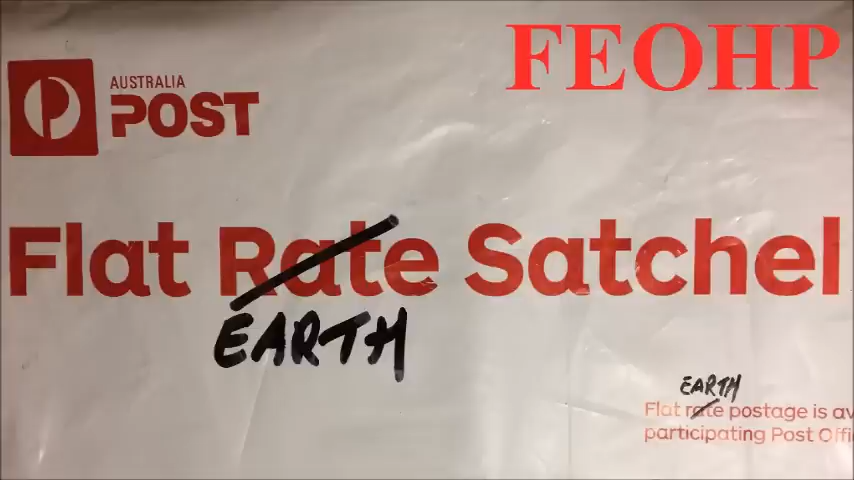 FEOHP
AUSTRALIA
POST
Flat Rate Satchel
EARTH
EARTH
Flat rate postage is av
participating Post Offi